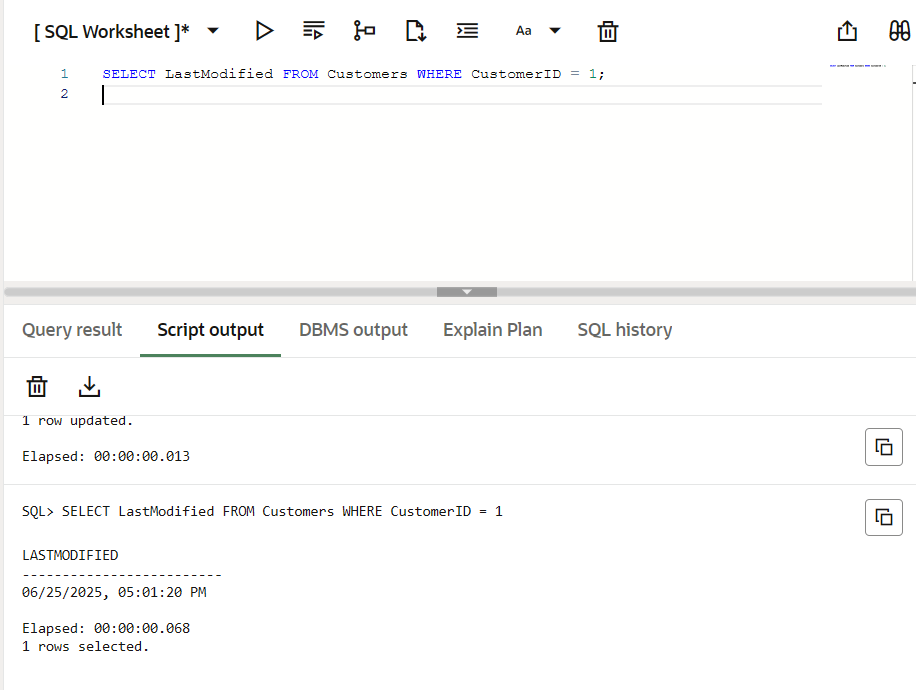 [ SQL Worksheet ]*
Aa
1 SELECT LastModified FROM Customers WHERE CustomerID = 1;
2
Query result Script output DBMS output Explain Plan SQL history
1 row updated.
Elapsed: 00:00:00.013
SQL> SELECT LastModified FROM Customers WHERE CustomerID = 1
LASTMODIFIED
-------------------------
06/25/2025, 05:01:20 PM
Elapsed: 00:00:00.068
1 rows selected.